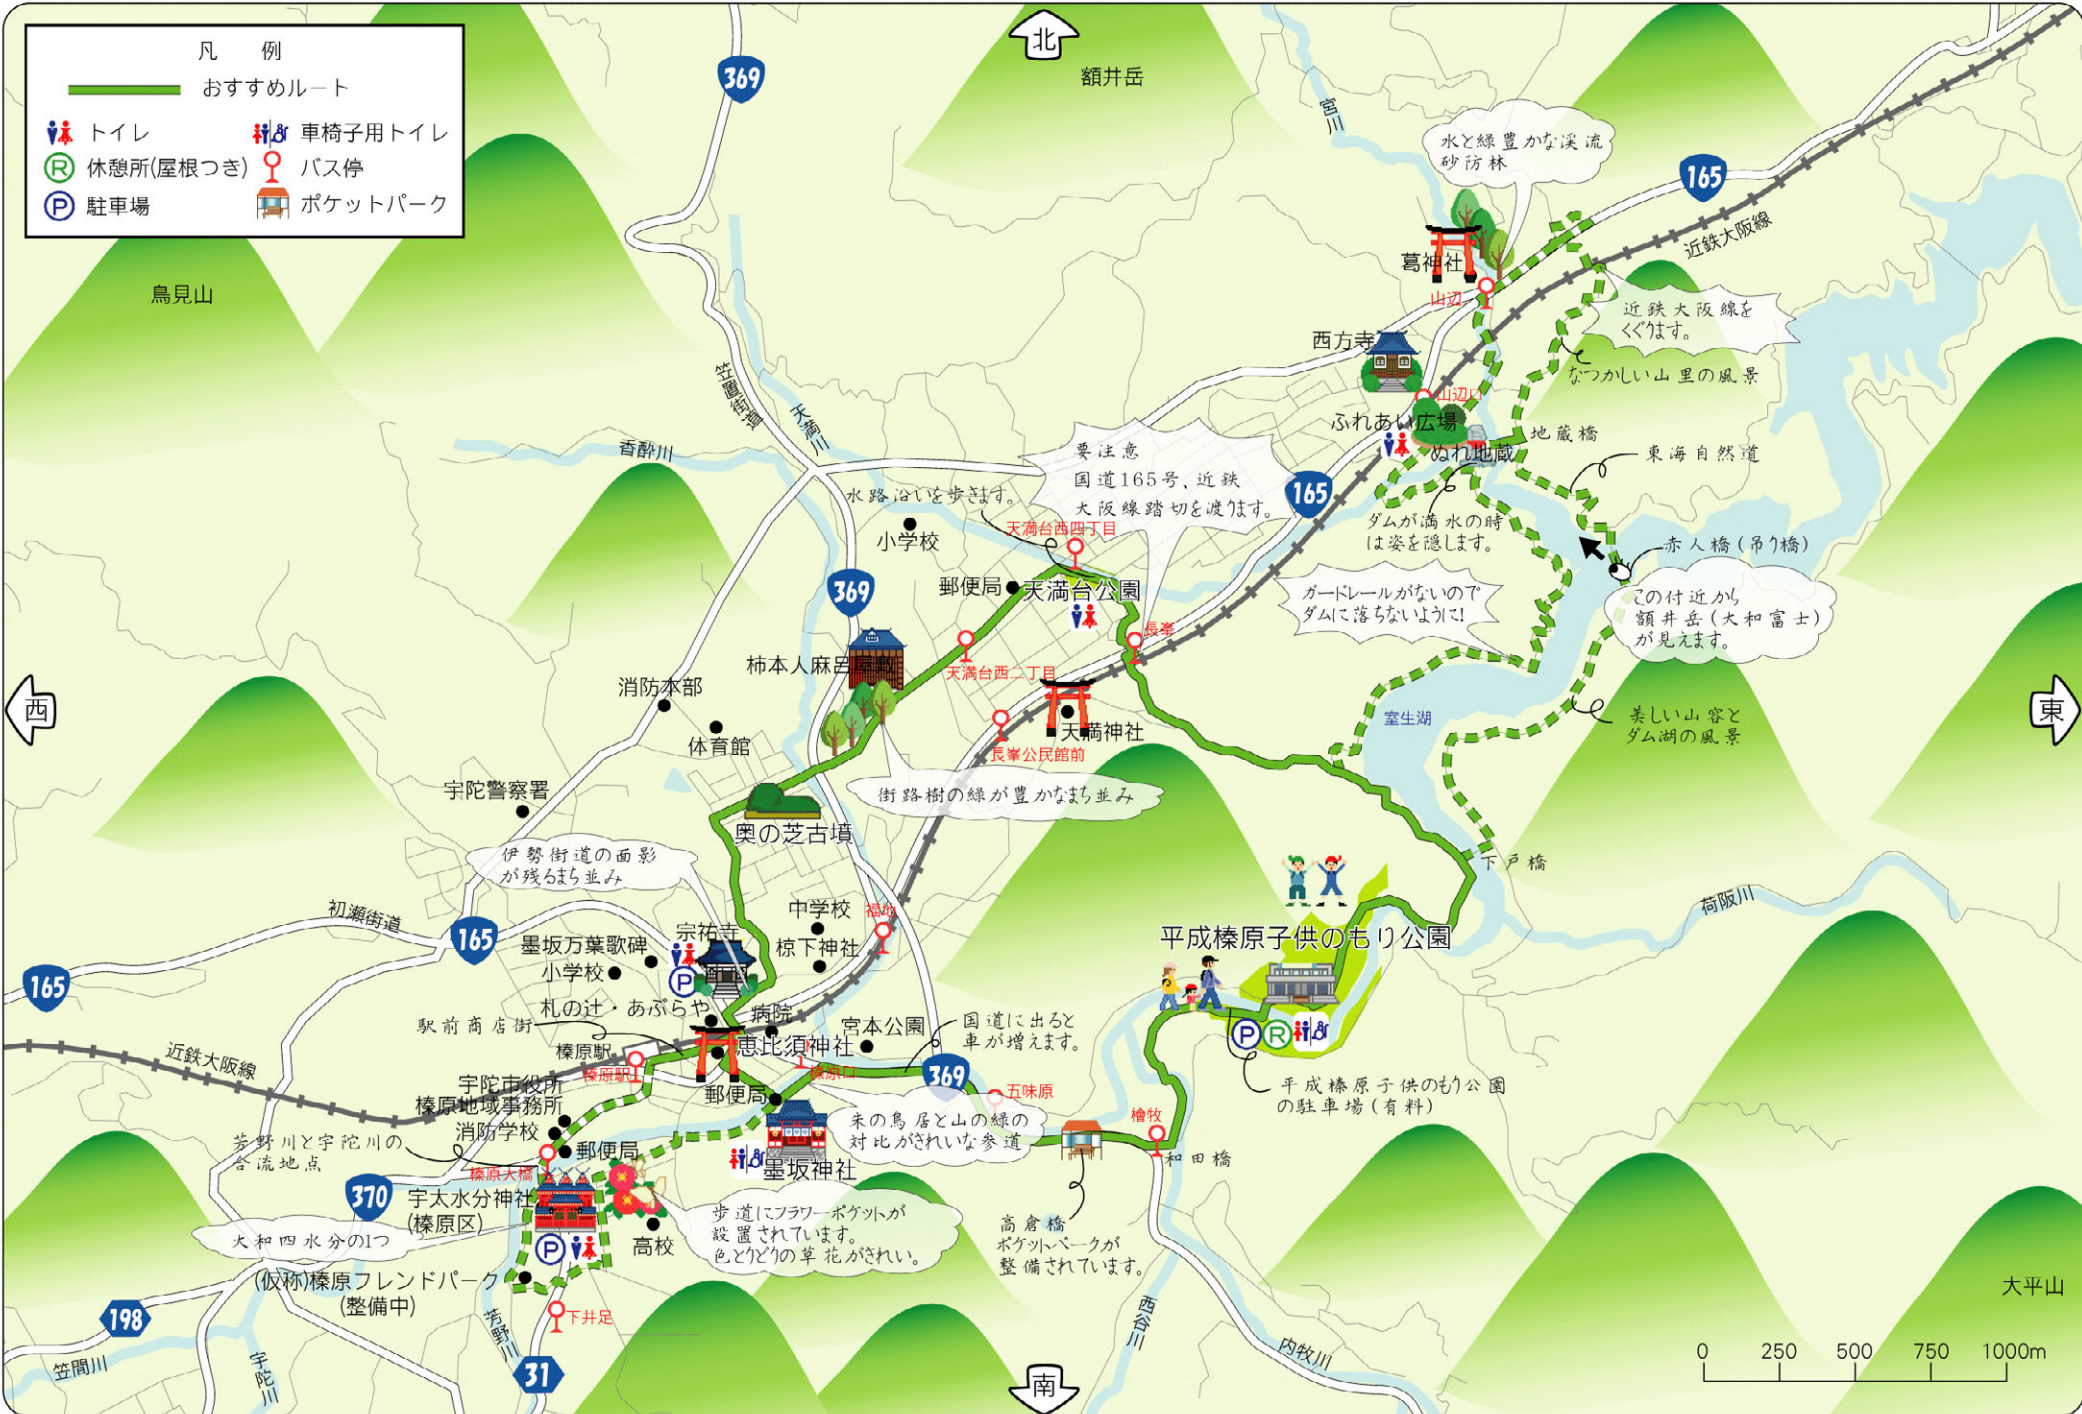 凡 例
おすすめルート
トイレ
車椅子用トイレ
休憩所(屋根つき)
バス停
駐車場
ポケットパーク
北
額井岳
369
宮川
水と緑豊かな渓流
砂防林
165
近鉄大阪線
鳥見山
葛神社
山辺
近鉄大阪線を
くぐります。
西方寺
なつかしい山里の風景
笠置街道
天満川
山辺口
ふれあい広場
地蔵橋
ぬれ地蔵
東海自然道
香酔川
要注意
国道165号、近鉄
大阪線踏切を渡ります。
165
水路沿いを歩きます。
天満台西四丁目
小学校
ダムが満水の時
は姿を隠します。
赤人橋(吊り橋)
369
郵便局
天満台公園
ガードレールがないので
ダムに落ちないように!
この付近から
額井岳(大和富士)
が見えます。
長峯
柿本人麻呂屋敷
天満台西二丁目
消防本部
西
東
体育館
天満神社
室生湖
美しい山容と
ダム湖の風景
長峯公民館前
宇陀警察署
街路樹の緑が豊かなまち並み
奥の芝古墳
伊勢街道の面影
が残るまち並み
下戸橋
初瀬街道
荷阪川
165
中学校
福地
宗祐寺
墨坂万葉歌碑
椋下神社
平成榛原子供のもり公園
小学校
165
札の辻・あぶらや
病院
駅前商店街
宮本公園
国道に出ると
車が増えます。
恵比須神社
榛原駅
榛原駅
榛原口
近鉄大阪線
369
宇陀市役所
榛原地域事務所
郵便局
五味原
平成榛原子供のもり公園
の駐車場(有料)
朱の鳥居と山の緑の
対比がきれいな参道
檜牧
消防学校
芳野川と宇陀川の
合流地点
郵便局
和田橋
榛原大橋
墨坂神社
370
宇太水分神社
(榛原区)
大和四水分の1つ
歩道にフラワーポケットが
設置されています。
色とりどりの草花がきれい。
高倉橋
ポケットパークが
整備されています。
高校
(仮称)榛原フレンドパーク
(整備中)
大平山
198
下井足
芳野川
西谷川
内牧川
笠間川
宇陀川
31
南
0 250 500 750 1000m